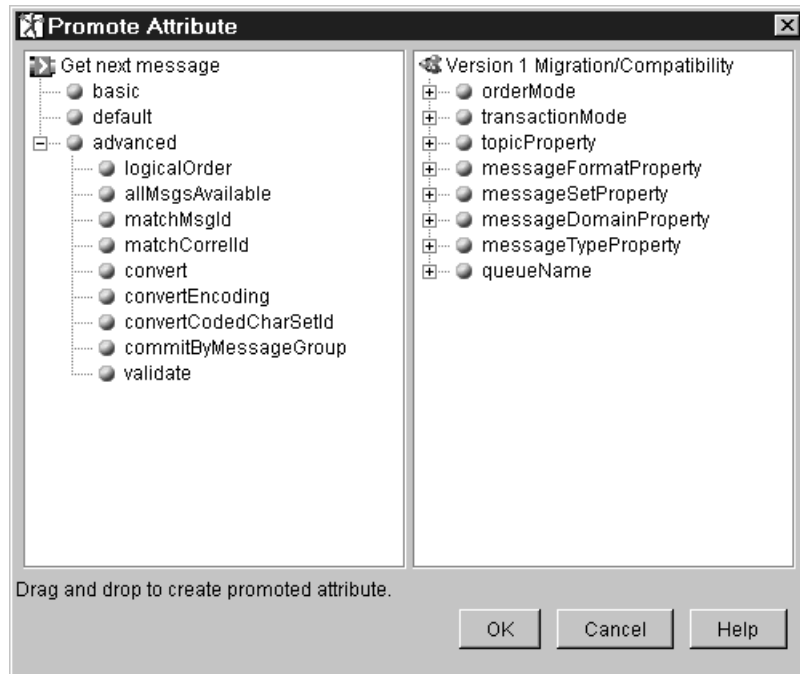 Promote Attribute
Get next message
basic
default
advanced
logicalOrder
allMsgsAvailable
matchMsgId
matchCorrelId
convert
convertEncoding
convertCodedCharSetId
commitByMessageGroup
validate
Version 1 Migration/Compatibility
orderMode
transactionMode
topicProperty
messageFormatProperty
messageSetProperty
messageDomainProperty
messageTypeProperty
queueName
Drag and drop to create promoted attribute.
OK
Cancel
Help